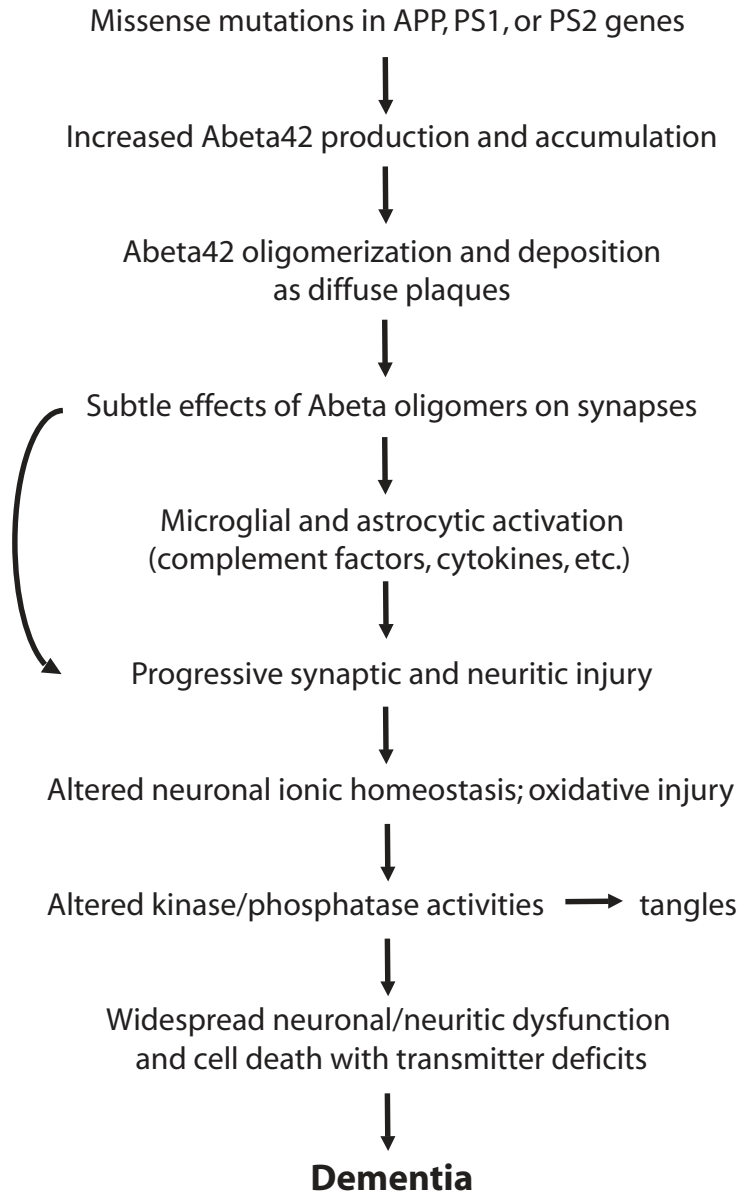 Missense mutations in APP, PS1, or PS2 genes
Increased Abeta42 production and accumulation
Abeta42 oligomerization and deposition
as diffuse plaques
Subtle effects of Abeta oligomers on synapses
Microglial and astrocytic activation
(complement factors, cytokines, etc.)
Progressive synaptic and neuritic injury
Altered neuronal ionic homeostasis; oxidative injury
Altered kinase/phosphatase activities tangles
Widespread neuronal/neuritic dysfunction
and cell death with transmitter deficits
Dementia